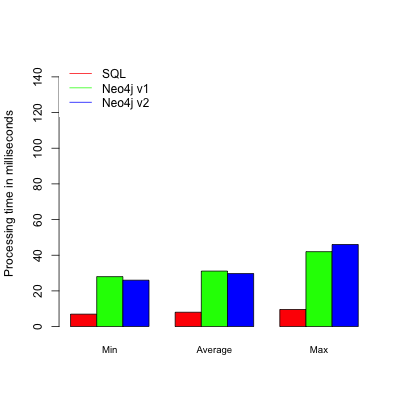 SQL
Neo4j v1
Neo4j v2
Processing time in milliseconds
140
120
100
80
60
40
20
0
Min
Average
Max